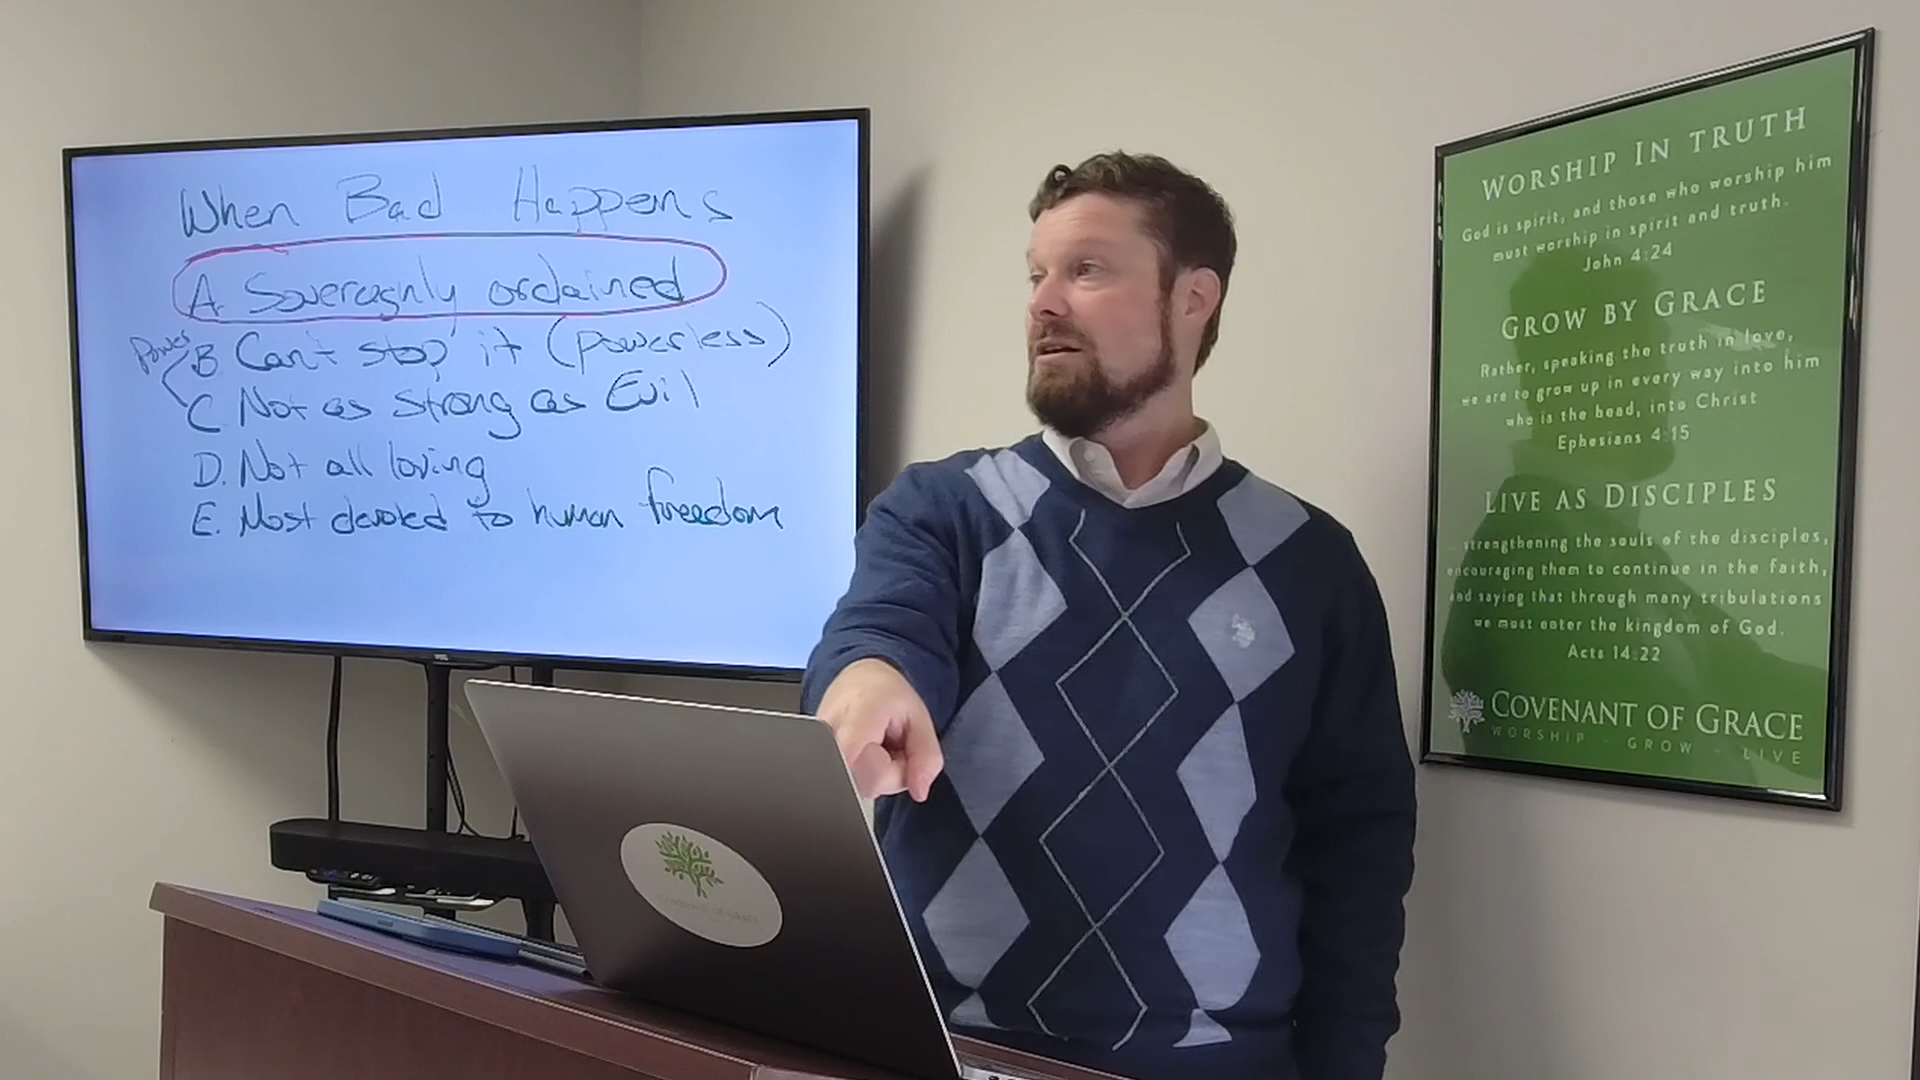 When Bad Happens
A. Sovereignly ordained
Power
B Can't stop it (powerless)
C. Not as strong as Evil
D. Not all loving
E. Most devoted to human freedom
WORSHIP IN TRUTH
God is spirit, and those who worship him
must worship in spirit and truth.
John 4:24
GROW BY GRACE
Rather, speaking the truth in love,
we are to grow up in every way into him
who is the head, into Christ
Ephesians 4:15
LIVE AS DISCIPLES
strengthening the souls of the disciples,
encouraging them to continue in the faith,
and saying that through many tribulations
we must enter the kingdom of God.
Acts 14:22
COVENANT OF GRACE
WORSHIP - GROW - LIVE
COVENANT OF GRACE